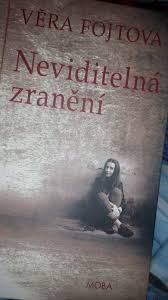 VĚRA FOJTOVÁ
Neviditelná
zranění
MOBA